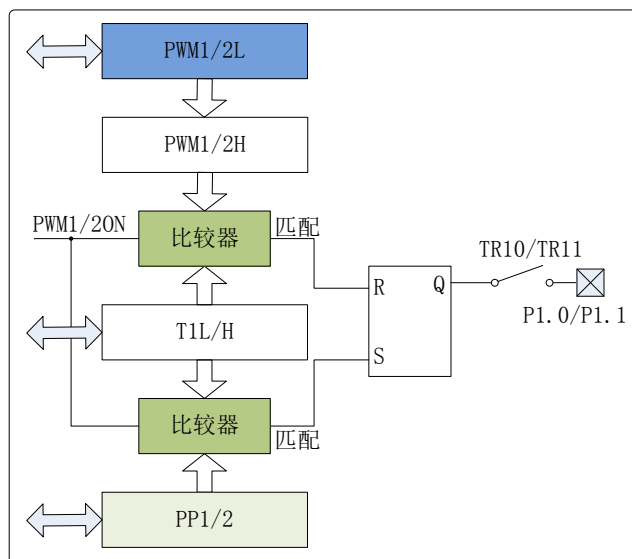 PWM1/2L
PWM1/2H
PWM1/2ON
比较器
匹配
TR10/TR11
R
Q
P1.0/P1.1
T1L/H
S
比较器
匹配
PP1/2